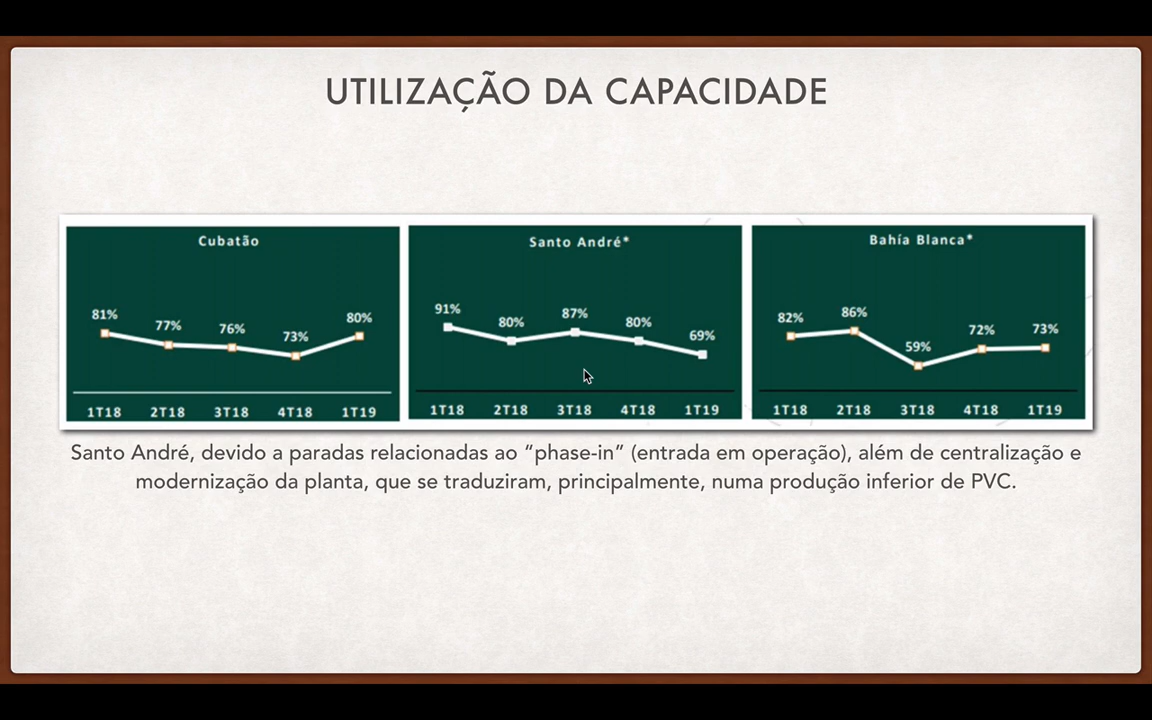 UTILIZAÇÃO DA CAPACIDADE
Cubatão
81% 77% 76% 73% 80%
1T18 2T18 3T18 4T18 1T19
Santo André*
91% 80% 87% 80% 69%
1T18 2T18 3T18 4T18 1T19
Bahía Blanca*
82% 86% 59% 72% 73%
1T18 2T18 3T18 4T18 1T19
Santo André, devido a paradas relacionadas ao “phase-in” (entrada em operação), além de centralização e
modernização da planta, que se traduziram, principalmente, numa produção inferior de PVC.